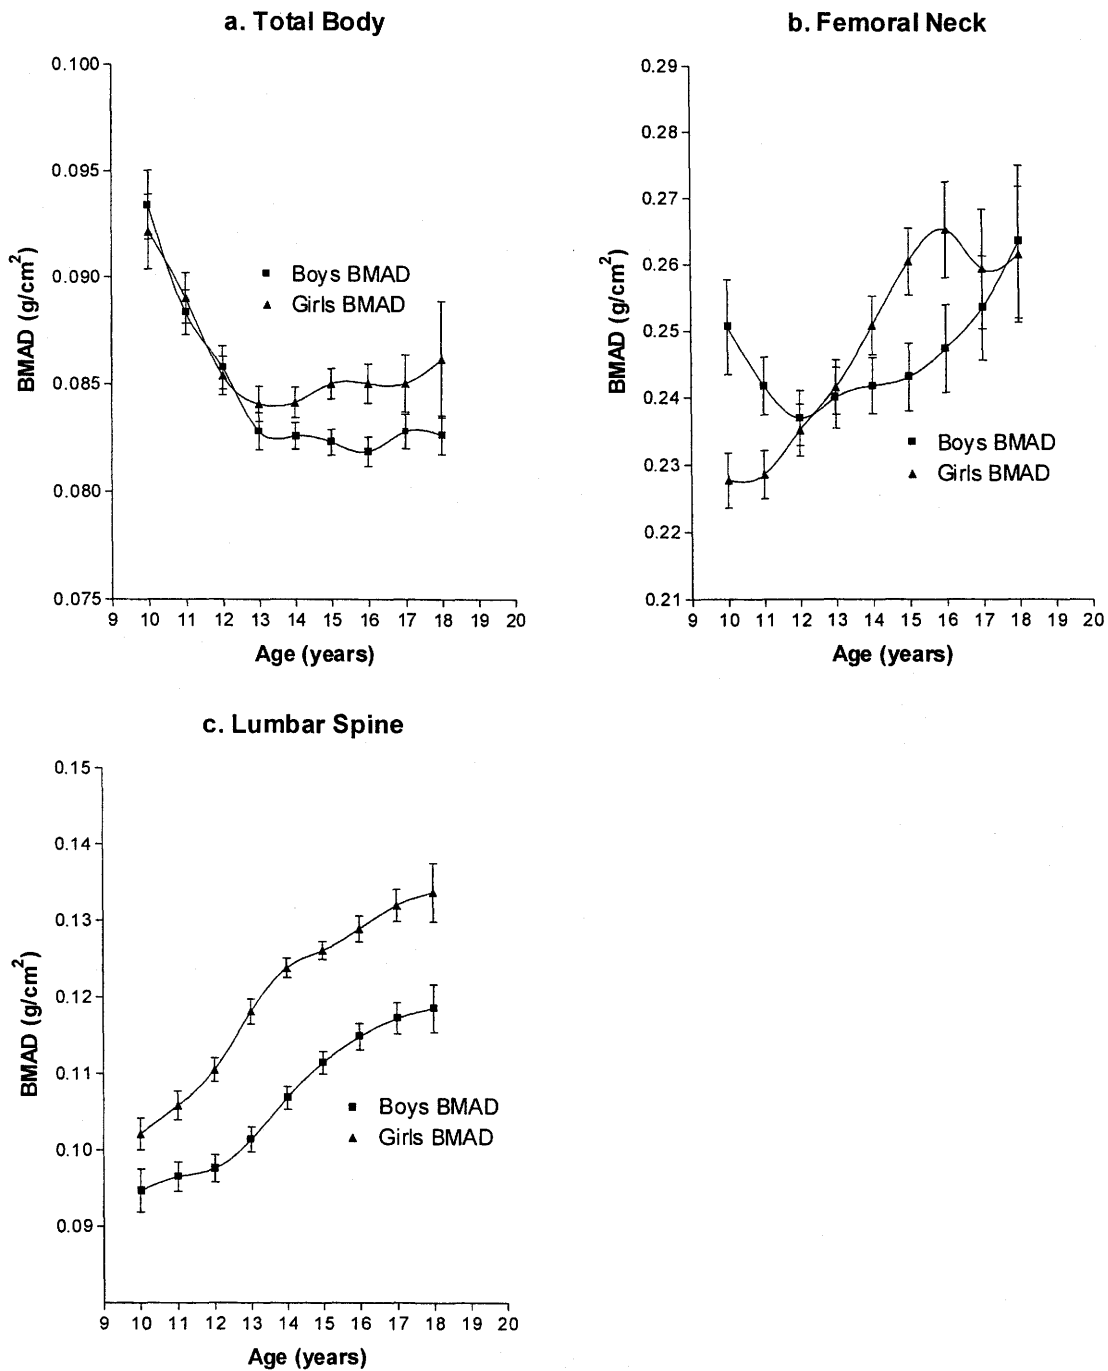 a. Total Body
0.100
0.095
0.090
0.085
0.080
0.075
BMAD (g/cm2)
Boys BMAD
Girls BMAD
9 10 11 12 13 14 15 16 17 18 19 20
Age (years)
b. Femoral Neck
0.29
0.28
0.27
0.26
0.25
0.24
0.23
0.22
0.21
BMAD (g/cm2)
Boys BMAD
Girls BMAD
9 10 11 12 13 14 15 16 17 18 19 20
Age (years)
c. Lumbar Spine
0.15
0.14
0.13
0.12
0.11
0.10
0.09
BMAD (g/cm2)
Boys BMAD
Girls BMAD
9 10 11 12 13 14 15 16 17 18 19 20
Age (years)